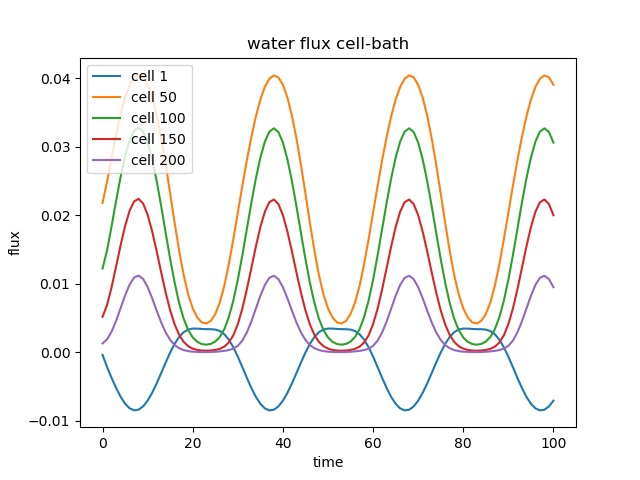 water flux cell-bath
cell 1
cell 50
cell 100
cell 150
cell 200
flux
0.04
0.03
0.02
0.01
0.00
−0.01
0 20 40 60 80 100
time